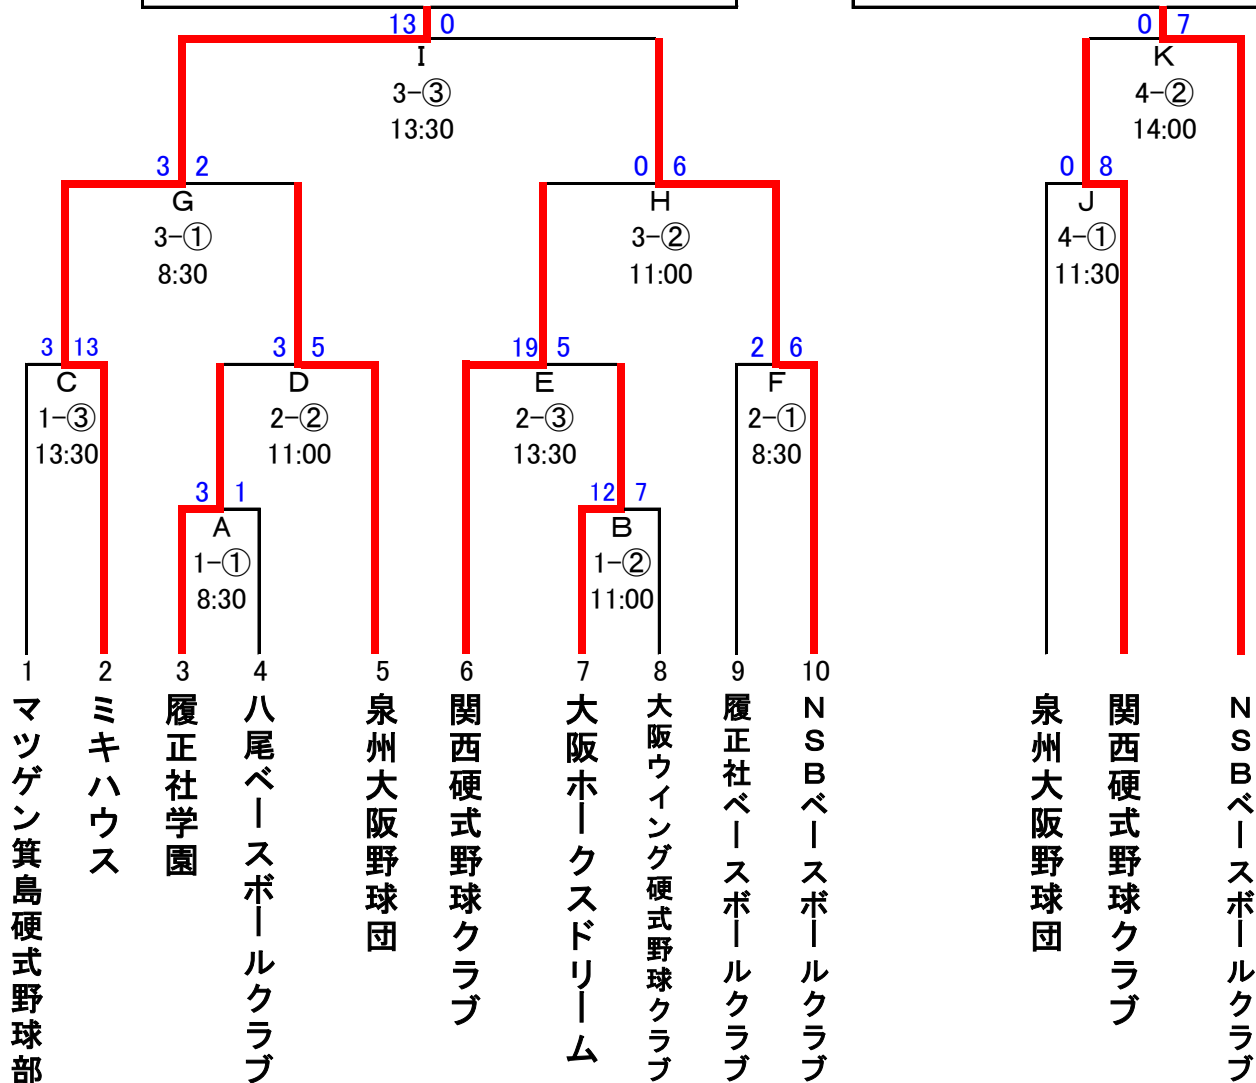 13 0
I
3-③
13:30
0 7
K
4-②
14:00
3 2
G
3-①
8:30
0 6
H
3-②
11:00
0 8
J
4-①
11:30
3 13
C
1-③
13:30
3 5
D
2-②
11:00
19 5
E
2-③
13:30
2 6
F
2-①
8:30
3 1
A
1-①
8:30
12 7
B
1-②
11:00
1
マツゲン箕島硬式野球部
2
ミキハウス
3
履正社学園
4
八尾ベースボールクラブ
5
泉州大阪野球団
6
関西硬式野球クラブ
7
大阪ホークスドリーム
8
大阪ウイング硬式野球クラブ
9
履正社ベースボールクラブ
10
NSBベースボールクラブ
泉州大阪野球団
関西硬式野球クラブ
NSBベースボールクラブ